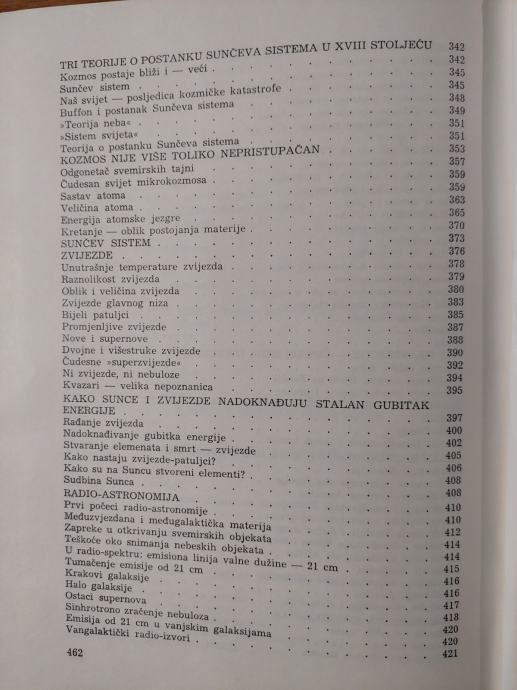 TRI TEORIJE O POSTANKU SUNČEVA SISTEMA U XVIII STOLJEĆU 342
Kozmos postaje bliži i — veći 342
Sunčev sistem 345
Naš svijet — posljedica kozmičke katastrofe 345
Buffon i postanak Sunčeva sistema 348
»Teorija neba« 349
»Sistem svijeta« 351
Teorija o postanku Sunčeva sistema 351
KOZMOS NIJE VIŠE TOLIKO NEPRISTUPAČAN 353
Odgonetač svemirskih tajni 357
Čudesan svijet mikrokozmosa 359
Sastav atoma 359
Veličina atoma 363
Energija atomske jezgre 365
Kretanje — oblik postojanja materije 370
SUNČEV SISTEM 373
ZVIJEZDE 376
Unutrašnje temperature zvijezda 378
Raznolikost zvijezda 379
Oblik i veličina zvijezda 380
Zvijezde glavnog niza 383
Bijeli patuljci 385
Promjenljive zvijezde 387
Nove i supernove 388
Dvojne i višestruke zvijezde 390
Čudesne »superzvijezde« 392
Ni zvijezde, ni nebuloze 394
Kvazari — velika nepoznanica 395
KAKO SUNCE I ZVIJEZDE NADOKNAĐUJU STALAN GUBITAK
ENERGIJE 397
Rađanje zvijezda 400
Nadoknađivanje gubitka energije 402
Stvaranje elemenata i smrt — zvijezde 405
Kako nastaju zvijezde-patuljci? 406
Kako su na Suncu stvoreni elementi? 408
Sudbina Sunca 408
RADIO-ASTRONOMIJA 410
Prvi počeci radio-astronomije 410
Međuzvjezdana i međugalaktička materija 412
Zapreke u otkrivanju svemirskih objekata 414
Teškoće oko snimanja nebeskih objekata 414
U radio-spektru: emisiona linija valne dužine — 21 cm 415
Tumačenje emisije od 21 cm 416
Krakovi galaksije 416
Halo galaksije 417
Ostaci supernova 418
Sinhrotrono zračenje nebuloza 420
Emisija od 21 cm u vanjskim galaksijama 420
Vangalaktički radio-izvori 421
462